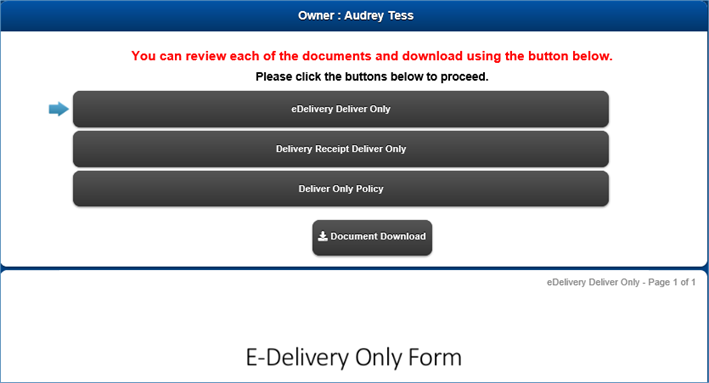 Owner : Audrey Tess
You can review each of the documents and download using the button below.
Please click the buttons below to proceed.
eDelivery Deliver Only
Delivery Receipt Deliver Only
Deliver Only Policy
Document Download
eDelivery Deliver Only - Page 1 of 1
E-Delivery Only Form